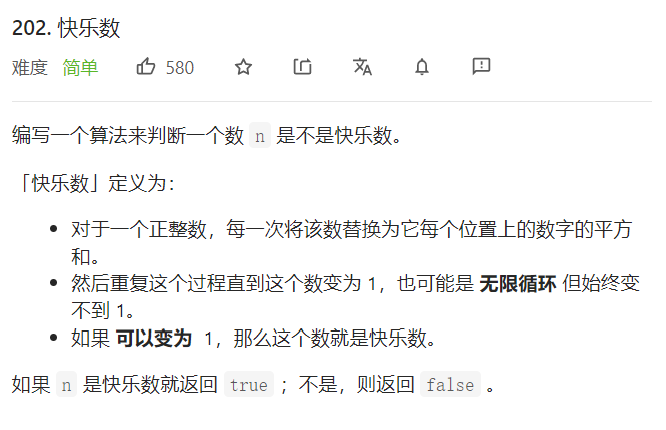 202. 快乐数
难度 简单 580
编写一个算法来判断一个数 n 是不是快乐数。
「快乐数」定义为：
对于一个正整数，每一次将该数替换为它每个位置上的数字的平方
和。
然后重复这个过程直到这个数变为 1，也可能是 无限循环 但始终变
不到 1。
如果 可以变为 1，那么这个数就是快乐数。
如果 n 是快乐数就返回 true ；不是，则返回 false 。